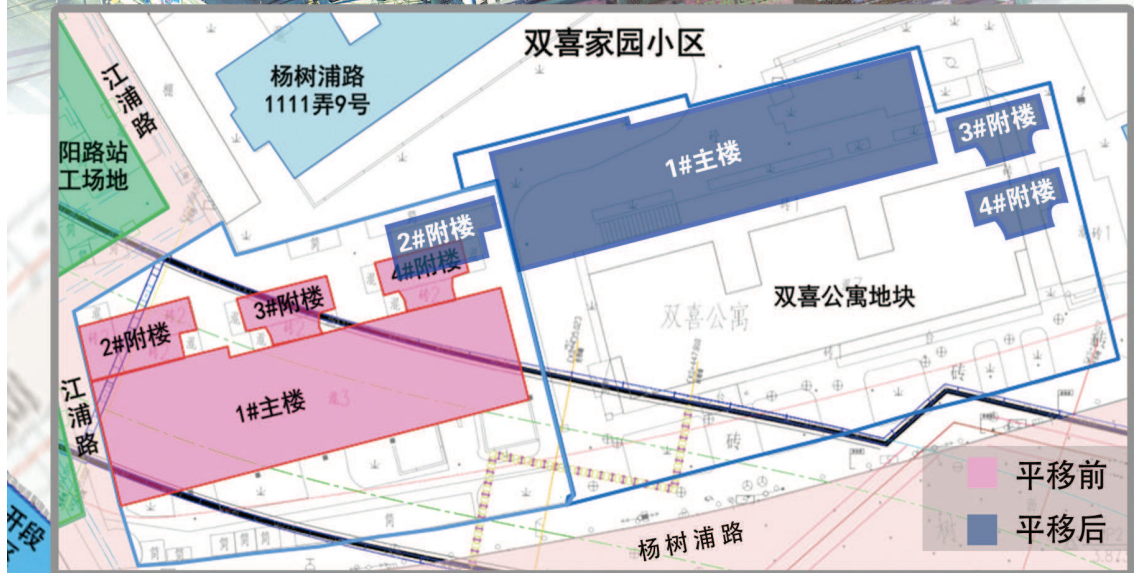 双喜家园小区
江浦路
杨树浦路
1111弄9号
阳路站
工场地
1#主楼
3#附楼
4#附楼
2#附楼
4#附楼
3#附楼
2#附楼
双喜公寓
双喜公寓地块
1#主楼
江浦路
砖
砖
平移前
平移后
杨树浦路
开段